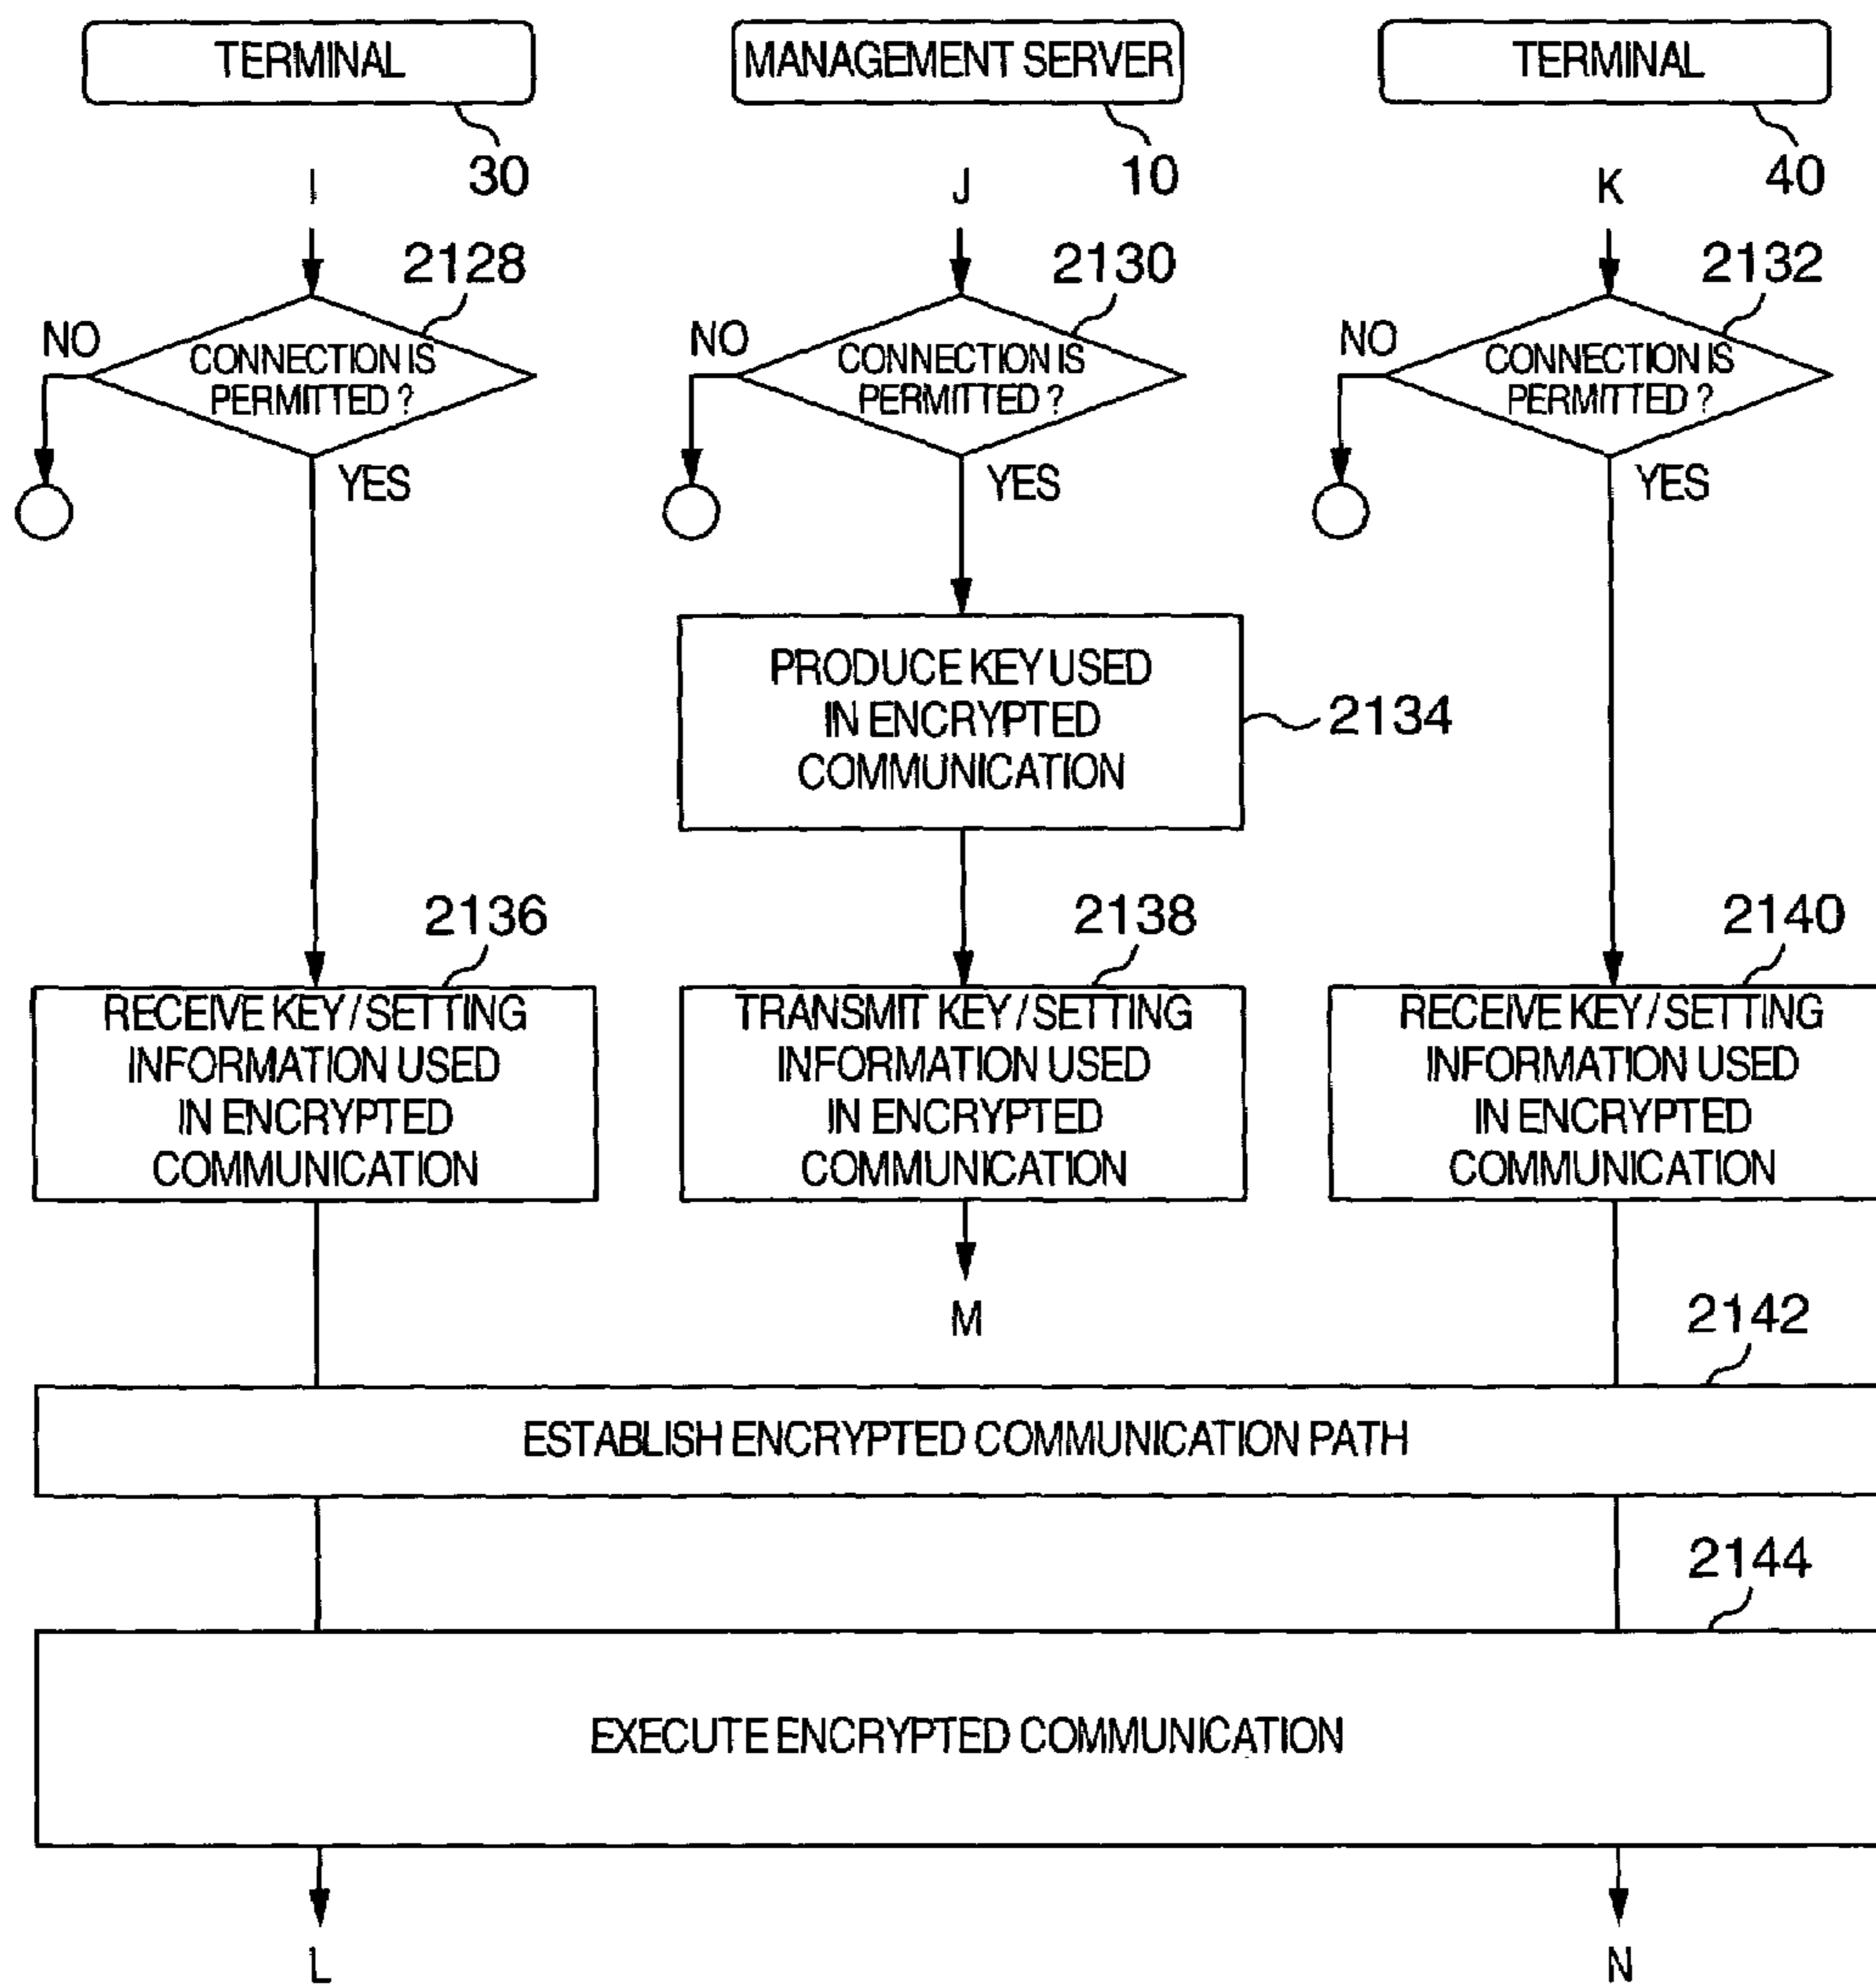 TERMINAL
MANAGEMENT SERVER
TERMINAL
30
10
40
I
J
K
2128
2130
2132
NO
CONNECTION IS
PERMITTED ?
YES
NO
CONNECTION IS
PERMITTED ?
YES
NO
CONNECTION IS
PERMITTED ?
YES
PRODUCE KEY USED
IN ENCRYPTED
COMMUNICATION
2134
2136
2138
2140
RECEIVE KEY / SETTING
INFORMATION USED
IN ENCRYPTED
COMMUNICATION
TRANSMIT KEY / SETTING
INFORMATION USED
IN ENCRYPTED
COMMUNICATION
RECEIVE KEY / SETTING
INFORMATION USED
IN ENCRYPTED
COMMUNICATION
M
2142
ESTABLISH ENCRYPTED COMMUNICATION PATH
2144
EXECUTE ENCRYPTED COMMUNICATION
L
N